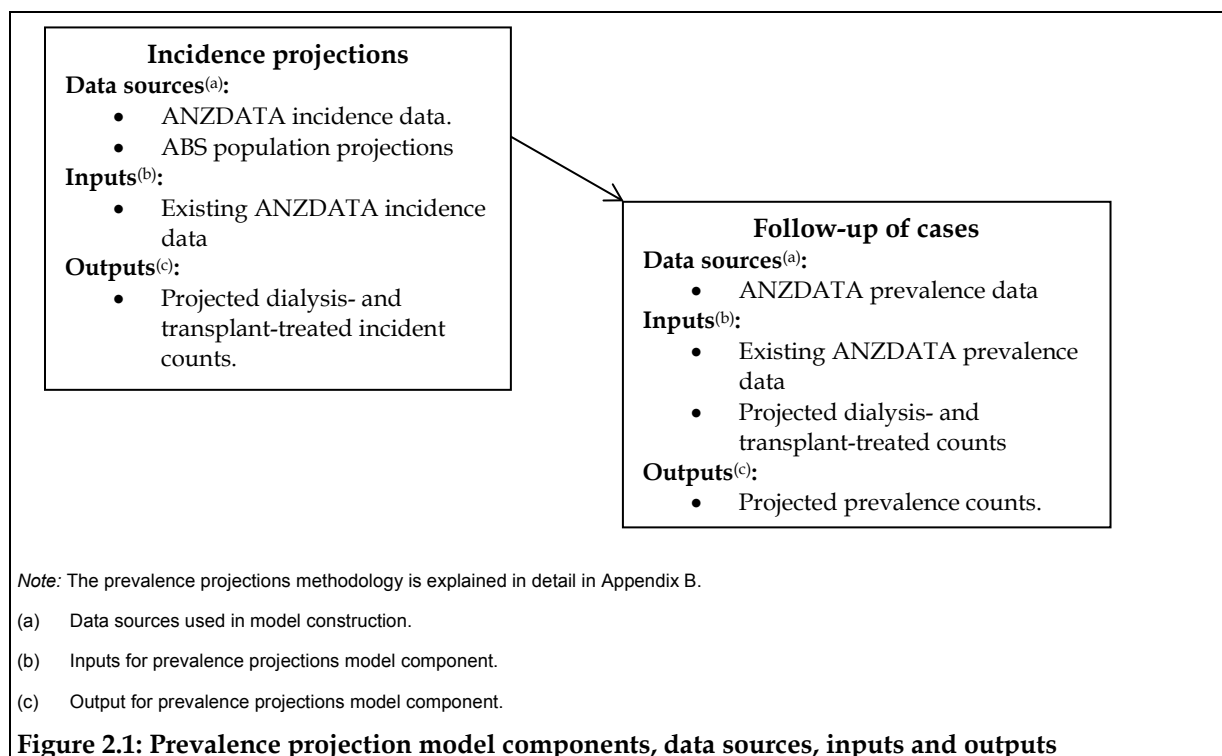 Incidence projections
Data sources(a):
• ANZDATA incidence data.
• ABS population projections
Inputs(b):
• Existing ANZDATA incidence
data
Outputs(c):
• Projected dialysis- and
transplant-treated incident
counts.
Follow-up of cases
Data sources(a):
• ANZDATA prevalence data
Inputs(b):
• Existing ANZDATA prevalence
data
• Projected dialysis- and
transplant-treated counts
Outputs(c):
• Projected prevalence counts.
Note: The prevalence projections methodology is explained in detail in Appendix B.
(a) Data sources used in model construction.
(b) Inputs for prevalence projections model component.
(c) Output for prevalence projections model component.
Figure 2.1: Prevalence projection model components, data sources, inputs and outputs